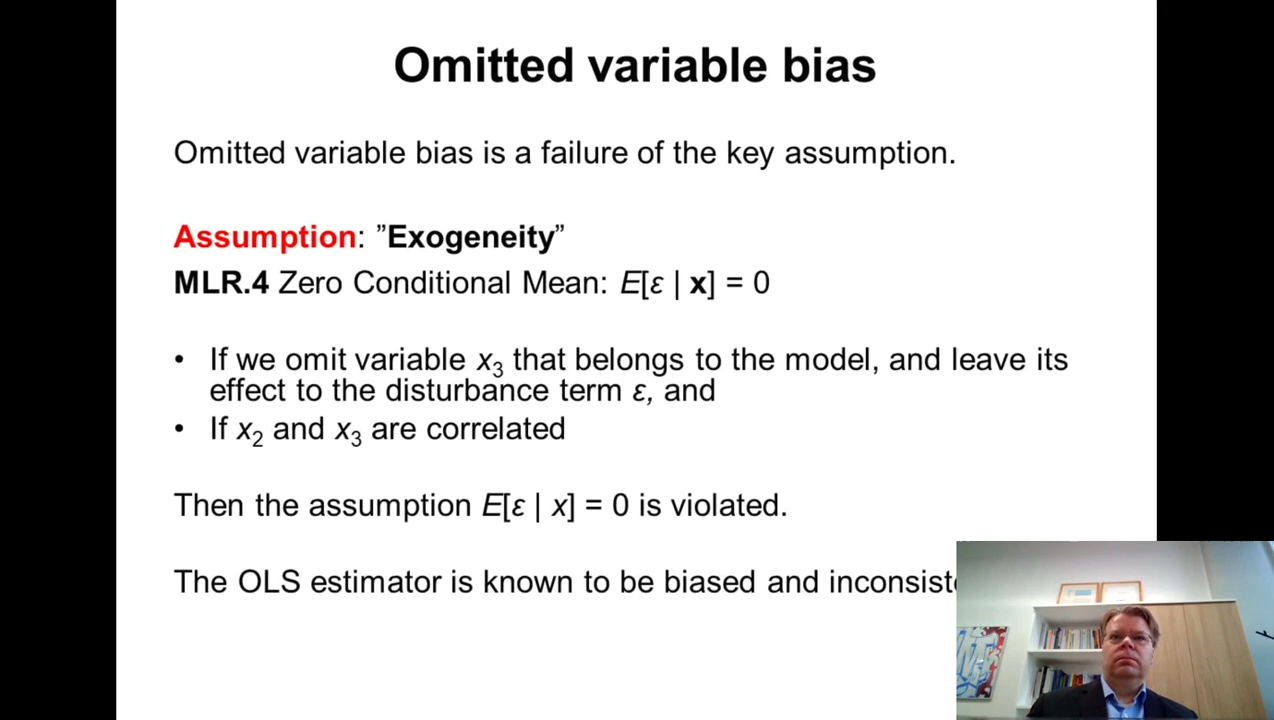 Omitted variable bias
Omitted variable bias is a failure of the key assumption.
Assumption: ”Exogeneity”
MLR.4 Zero Conditional Mean: E[ε | x] = 0
• If we omit variable x₃ that belongs to the model, and leave its
effect to the disturbance term ε, and
• If x₂ and x₃ are correlated
Then the assumption E[ε | x] = 0 is violated.
The OLS estimator is known to be biased and